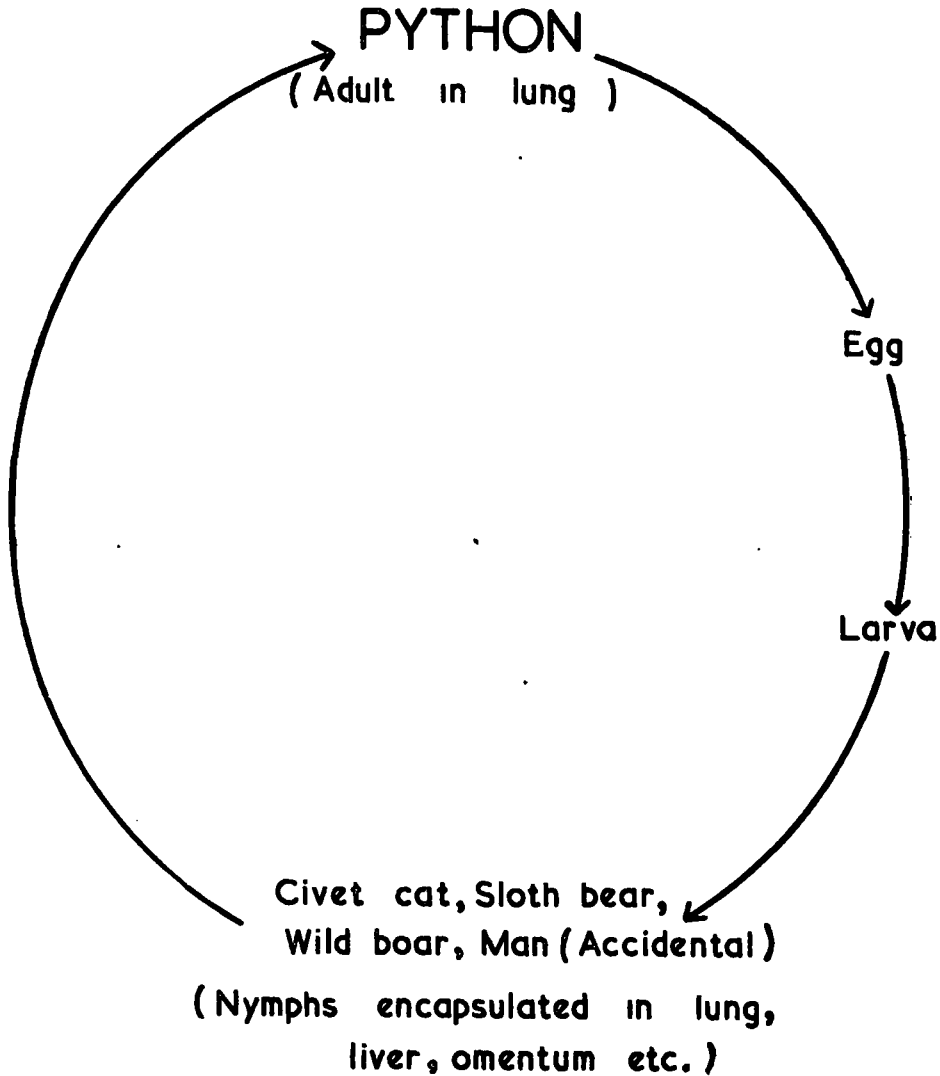 PYTHON
( Adult in lung )
Egg
Larva
Civet cat, Sloth bear,
Wild boar, Man ( Accidental )
( Nymphs encapsulated in lung,
liver, omentum etc. )